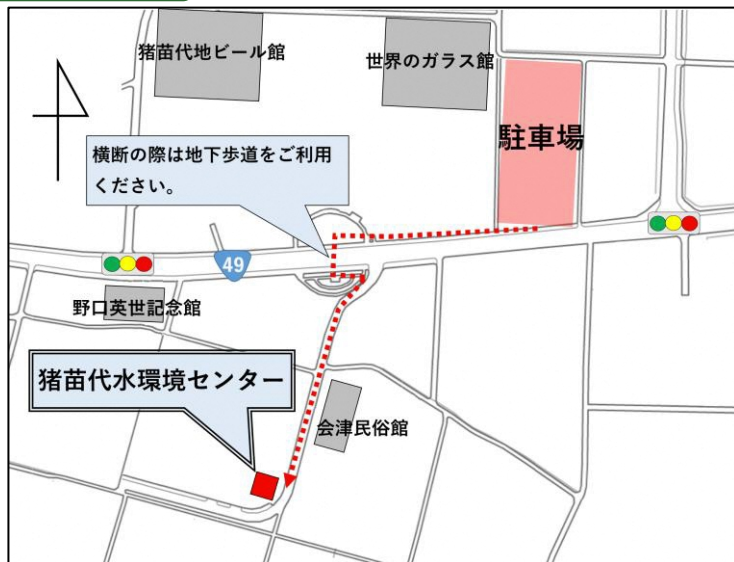 猪苗代地ビール館
世界のガラス館
駐車場
横断の際は地下歩道をご利用
ください。
49
野口英世記念館
猪苗代水環境センター
会津民俗館